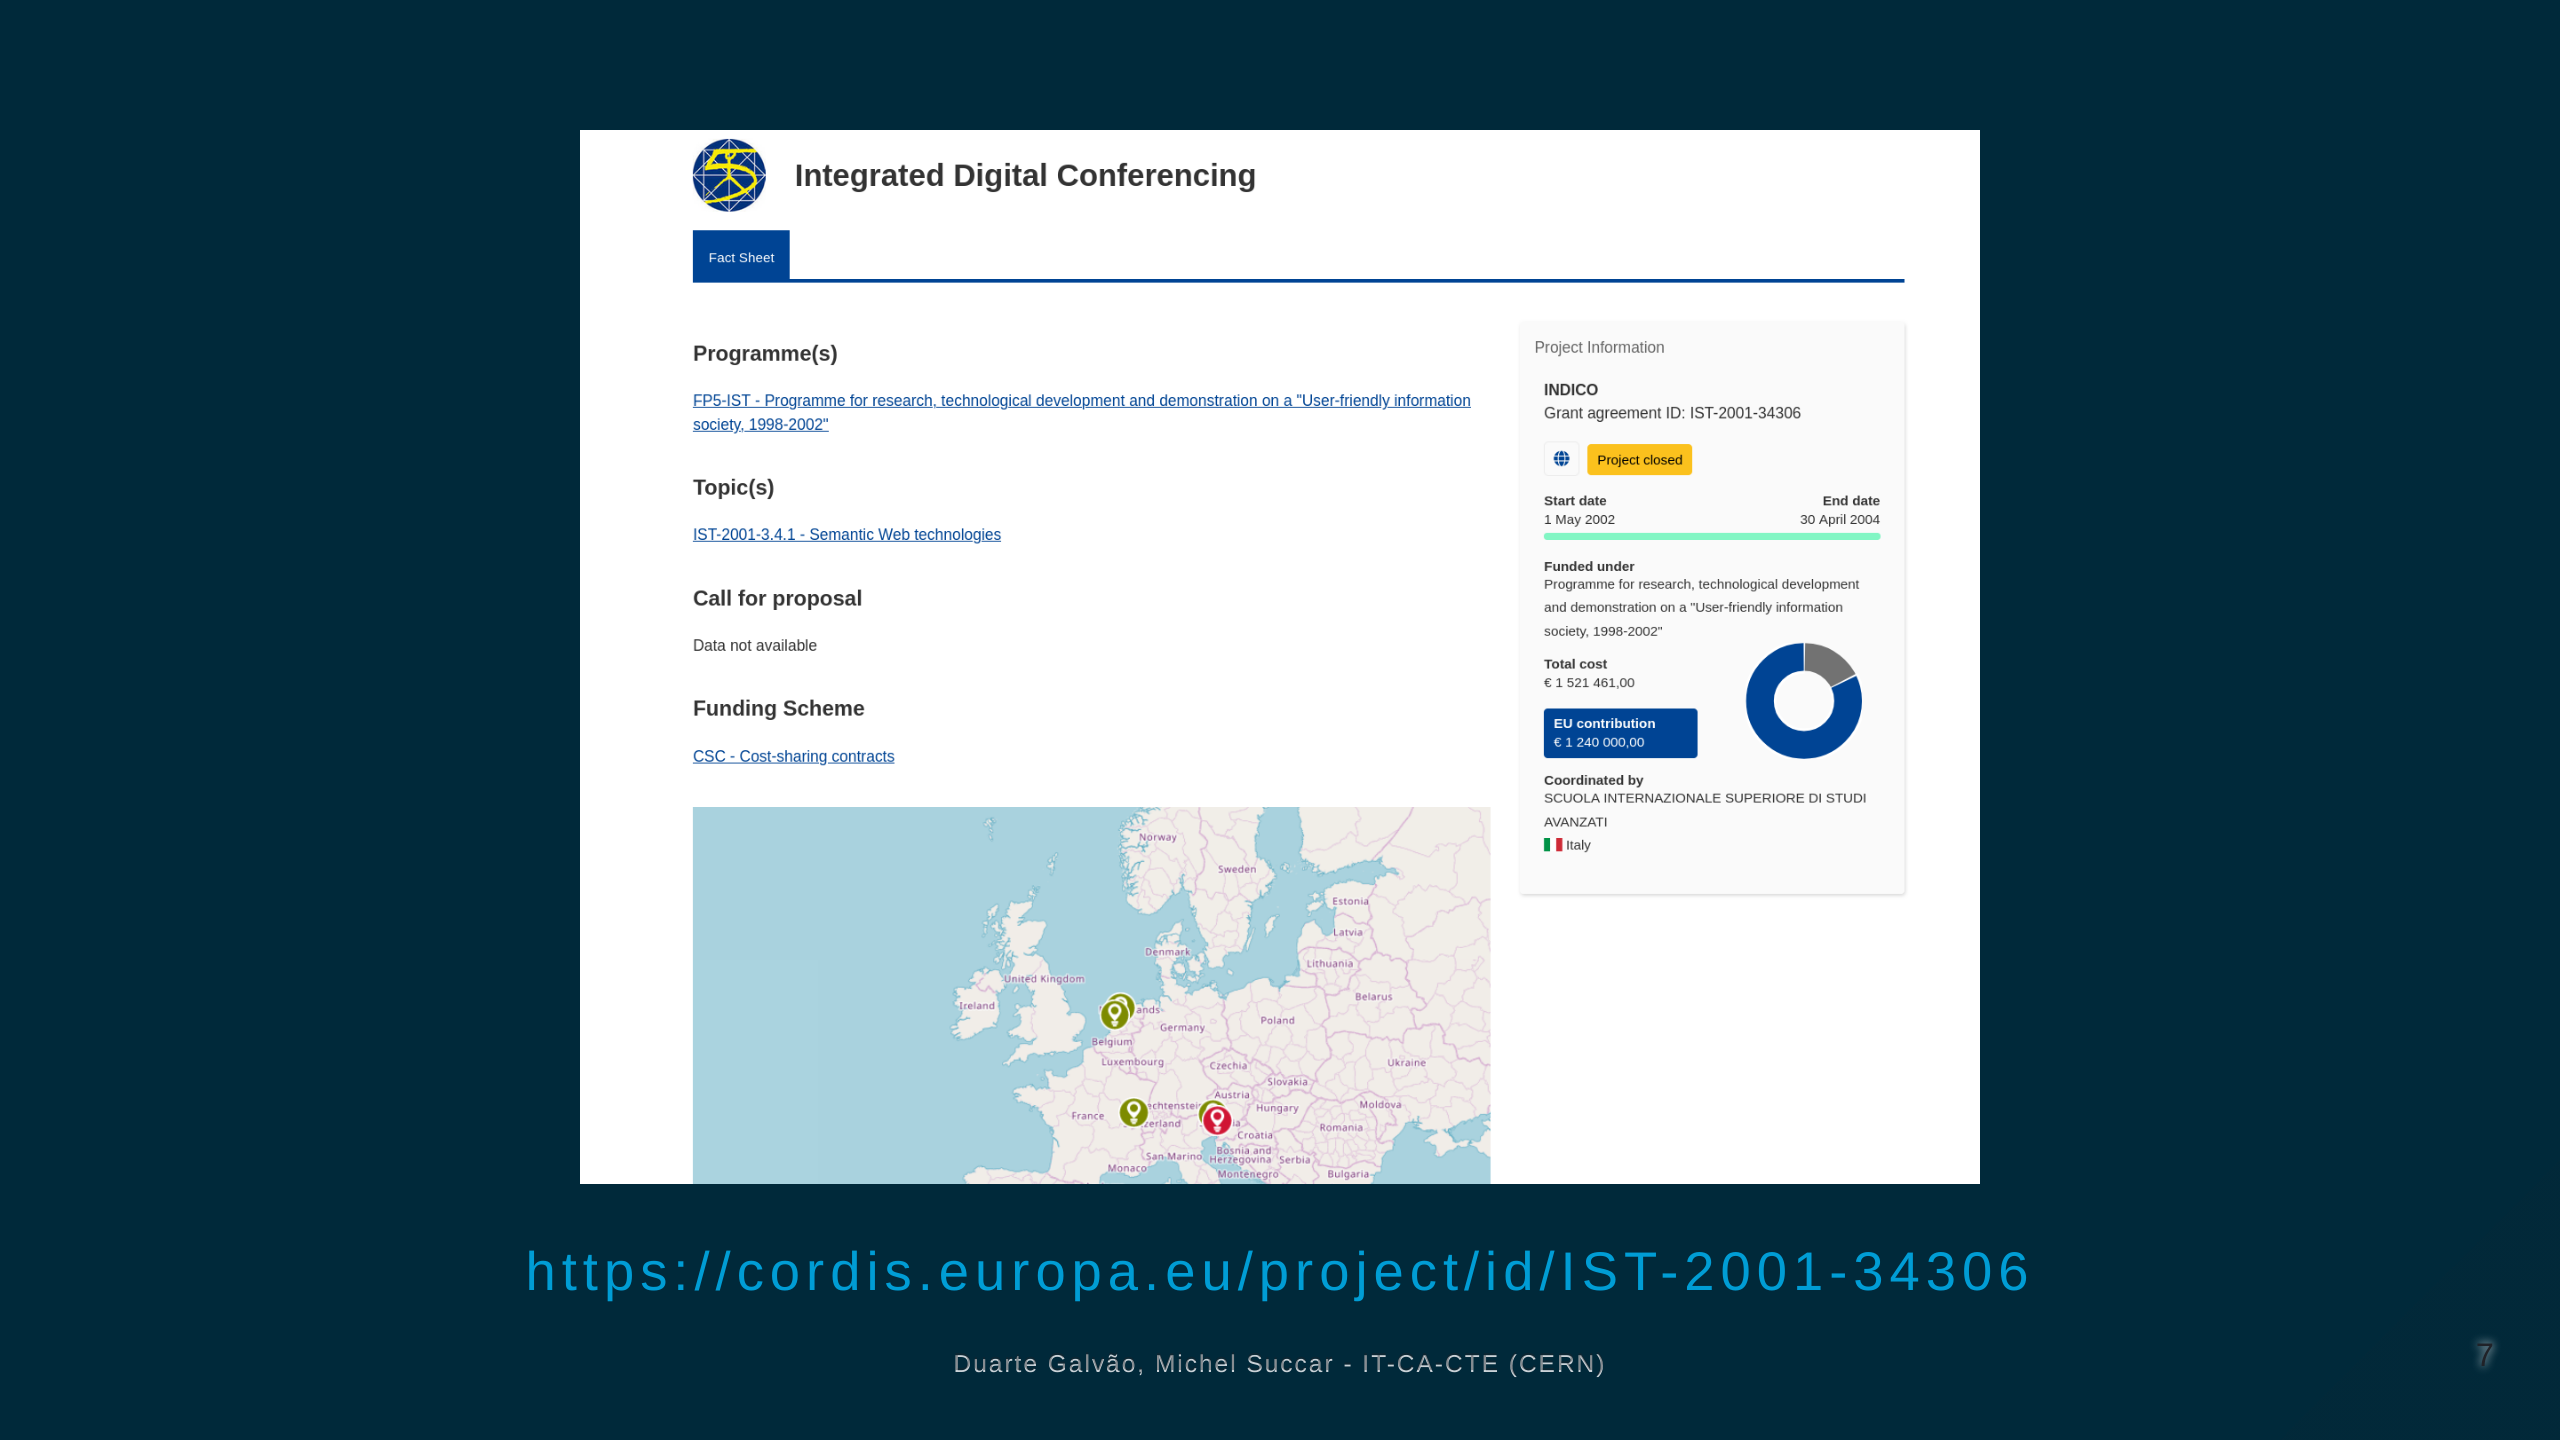 Integrated Digital Conferencing
Fact Sheet
Programme(s)
FP5-IST - Programme for research, technological development and demonstration on a "User-friendly information
society, 1998-2002"
Topic(s)
IST-2001-3.4.1 - Semantic Web technologies
Call for proposal
Data not available
Funding Scheme
CSC - Cost-sharing contracts
Norway
Sweden
Estonia
Latvia
Denmark
Lithuania
United Kingdom
Belarus
Ireland
ands
Poland
Germany
Belgium
Luxembourg
Czechia
Ukraine
Slovakia
Austria
echtenstei
Hungary
Moldova
France
zerland
ia
Romania
Croatia
Bosnia and
Herzegovina
San Marino
Serbia
Monaco
Montenegro
Bulgaria
Project Information
INDICO
Grant agreement ID: IST-2001-34306
Project closed
Start date
1 May 2002
End date
30 April 2004
Funded under
Programme for research, technological development
and demonstration on a "User-friendly information
society, 1998-2002"
Total cost
€ 1 521 461,00
EU contribution
€ 1 240 000,00
Coordinated by
SCUOLA INTERNAZIONALE SUPERIORE DI STUDI
AVANZATI
Italy
https://cordis.europa.eu/project/id/IST-2001-34306
Duarte Galvão, Michel Succar - IT-CA-CTE (CERN)
7